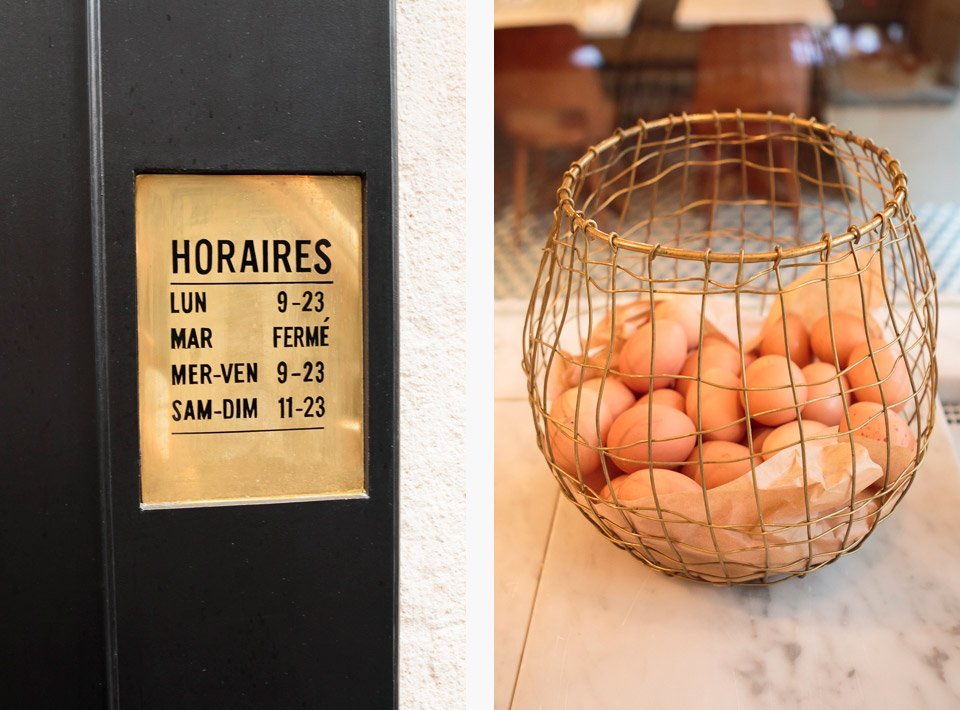 HORAIRES
LUN 9-23
MAR FERMÉ
MER-VEN 9-23
SAM-DIM 11-23